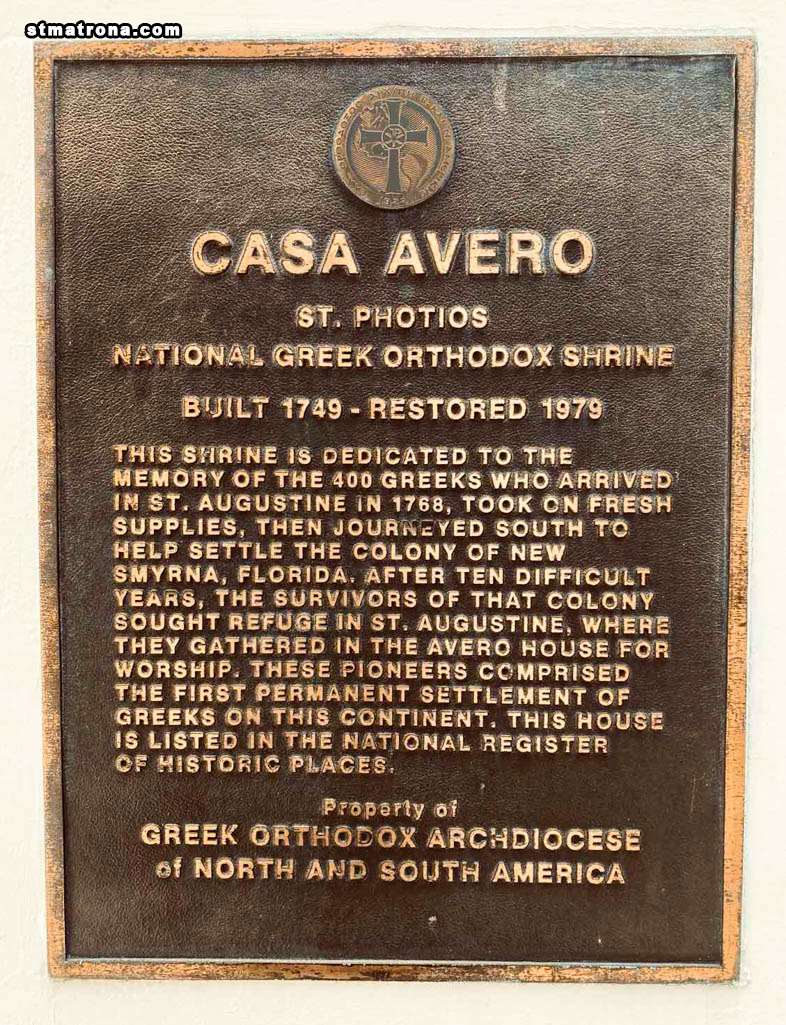 stmatrona.com
CASA AVERO
ST. PHOTIOS
NATIONAL GREEK ORTHODOX SHRINE
BUILT 1749 - RESTORED 1979
THIS SHRINE IS DEDICATED TO THE
MEMORY OF THE 400 GREEKS WHO ARRIVED
IN ST. AUGUSTINE IN 1768, TOOK ON FRESH
SUPPLIES, THEN JOURNEYED SOUTH TO
HELP SETTLE THE COLONY OF NEW
SMYRNA, FLORIDA. AFTER TEN DIFFICULT
YEARS, THE SURVIVORS OF THAT COLONY
SOUGHT REFUGE IN ST. AUGUSTINE, WHERE
THEY GATHERED IN THE AVERO HOUSE FOR
WORSHIP. THESE PIONEERS COMPRISED
THE FIRST PERMANENT SETTLEMENT OF
GREEKS ON THIS CONTINENT. THIS HOUSE
IS LISTED IN THE NATIONAL REGISTER
OF HISTORIC PLACES.
Property of
GREEK ORTHODOX ARCHDIOCESE
of NORTH AND SOUTH AMERICA